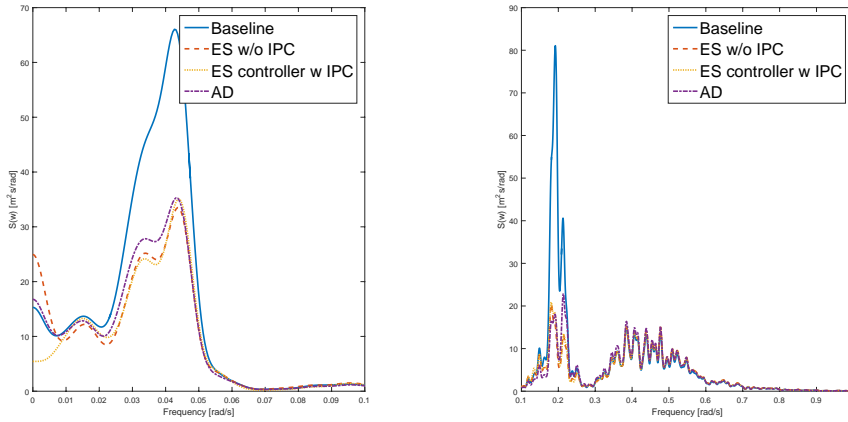 70
60
50
40
30
20
10
0
S(w) [m² s/rad]
0 0.01 0.02 0.03 0.04 0.05 0.06 0.07 0.08 0.09 0.1
Frequency [rad/s]
Baseline
ES w/o IPC
ES controller w IPC
AD
90
80
70
60
50
40
30
20
10
0
S(w) [m² s/rad]
0.1 0.2 0.3 0.4 0.5 0.6 0.7 0.8 0.9
Frequency [rad/s]
Baseline
ES w/o IPC
ES controller w IPC
AD